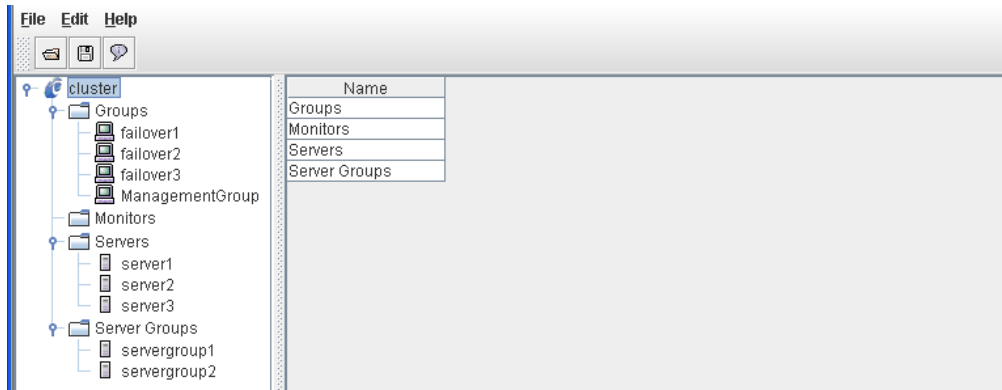 File Edit Help
cluster
Groups
failover1
failover2
failover3
ManagementGroup
Monitors
Servers
server1
server2
server3
Server Groups
servergroup1
servergroup2
Name
Groups
Monitors
Servers
Server Groups